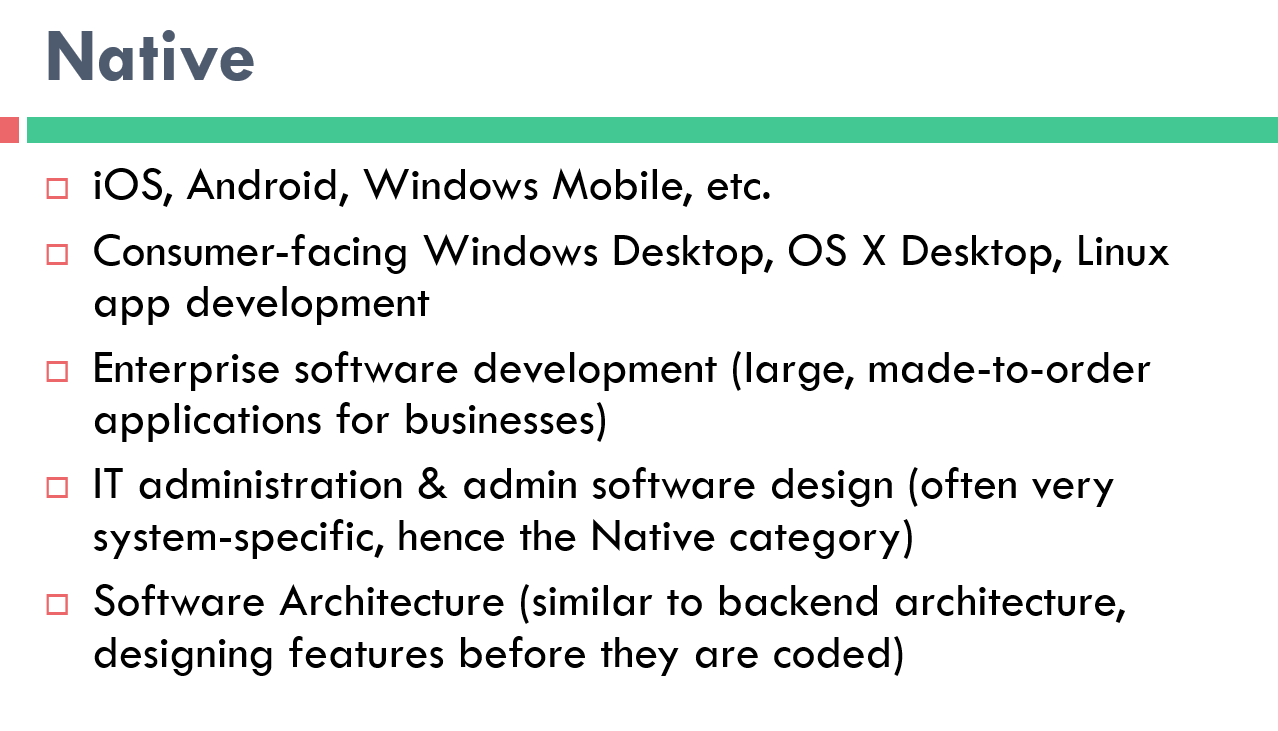 Native
iOS, Android, Windows Mobile, etc.
Consumer-facing Windows Desktop, OS X Desktop, Linux
app development
Enterprise software development (large, made-to-order
applications for businesses)
IT administration & admin software design (often very
system-specific, hence the Native category)
Software Architecture (similar to backend architecture,
designing features before they are coded)